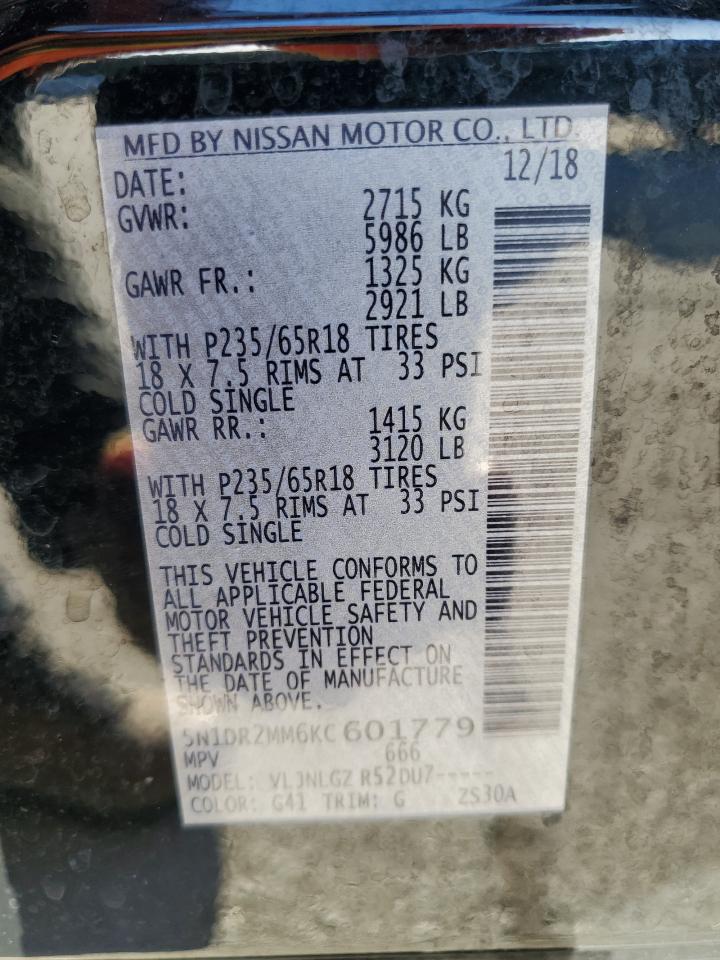 MFD BY NISSAN MOTOR CO., LTD.
DATE: 12/18
GVWR: 2715 KG
5986 LB
GAWR FR.: 1325 KG
2921 LB
WITH P235/65R18 TIRES
18 X 7.5 RIMS AT 33 PSI
COLD SINGLE
GAWR RR.: 1415 KG
3120 LB
WITH P235/65R18 TIRES
18 X 7.5 RIMS AT 33 PSI
COLD SINGLE
THIS VEHICLE CONFORMS TO
ALL APPLICABLE FEDERAL
MOTOR VEHICLE SAFETY AND
THEFT PREVENTION
STANDARDS IN EFFECT ON
THE DATE OF MANUFACTURE
SHOWN ABOVE.
5N1DR2MM6KC601779
MPV 666
MODEL: VLJNLGZ R52DU7-----
COLOR: G41 TRIM: G ZS30A